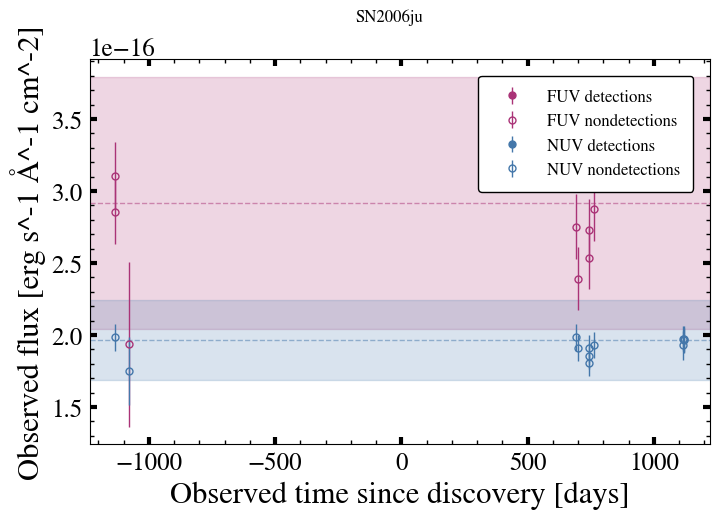 SN2006ju
1e−16
Observed flux [erg s^-1 Å^-1 cm^-2]
3.5
3.0
2.5
2.0
1.5
FUV detections
FUV nondetections
NUV detections
NUV nondetections
−1000
−500
0
500
1000
Observed time since discovery [days]